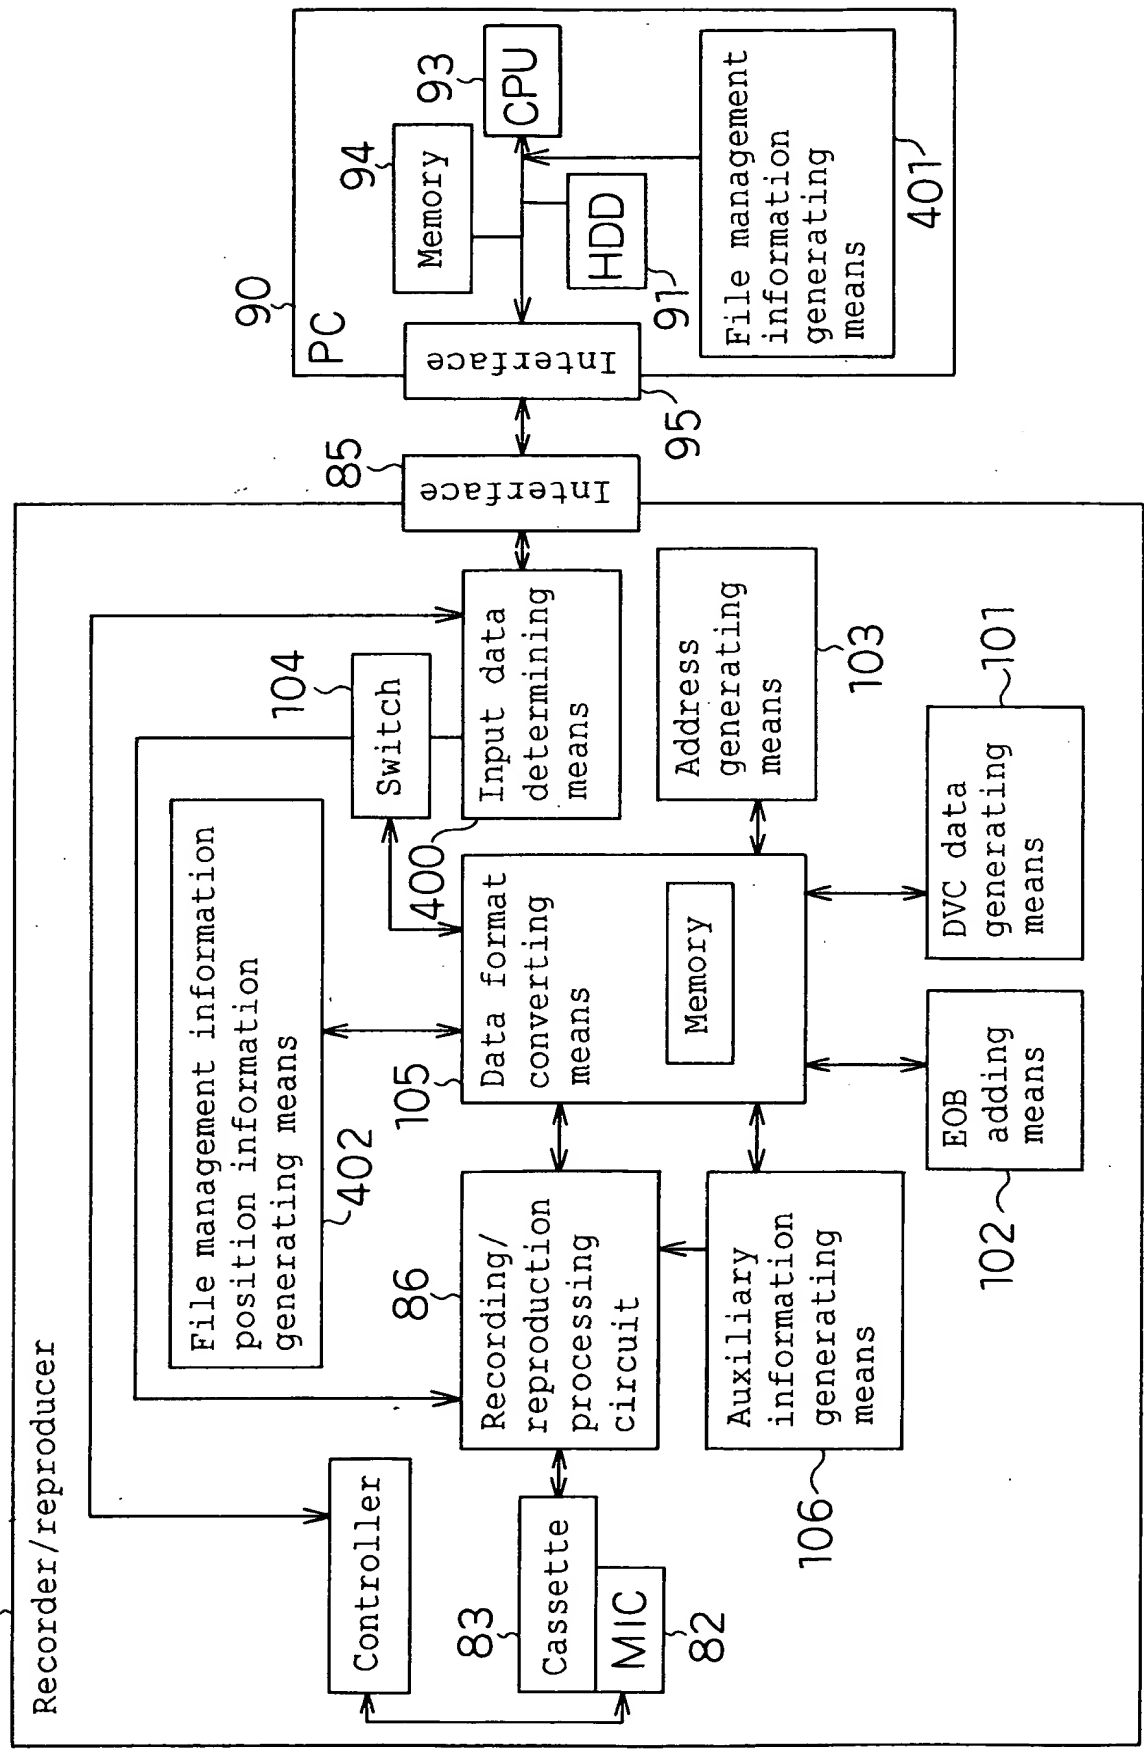 Recorder/reproducer
Controller
83
Cassette
MIC
82
File management information
position information
generating means
402
86
Recording/
reproduction
processing
circuit
106
Auxiliary
information
generating
means
105
Data format
converting
means
Memory
102
EOB
adding
means
101
DVC data
generating
means
103
Address
generating
means
104
Switch
400
Input data
determining
means
85
Interface
90
PC
95
Interface
94
Memory
93
CPU
91
HDD
File management
information
generating
means
401